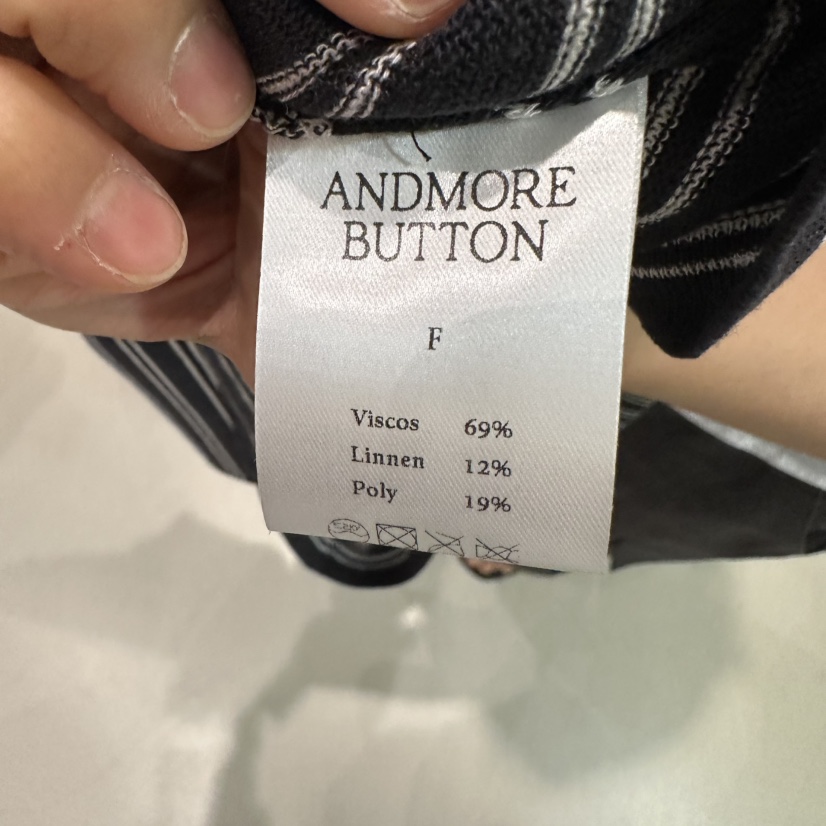 ANDMORE
BUTTON
F
Viscos 69%
Linnen 12%
Poly 19%